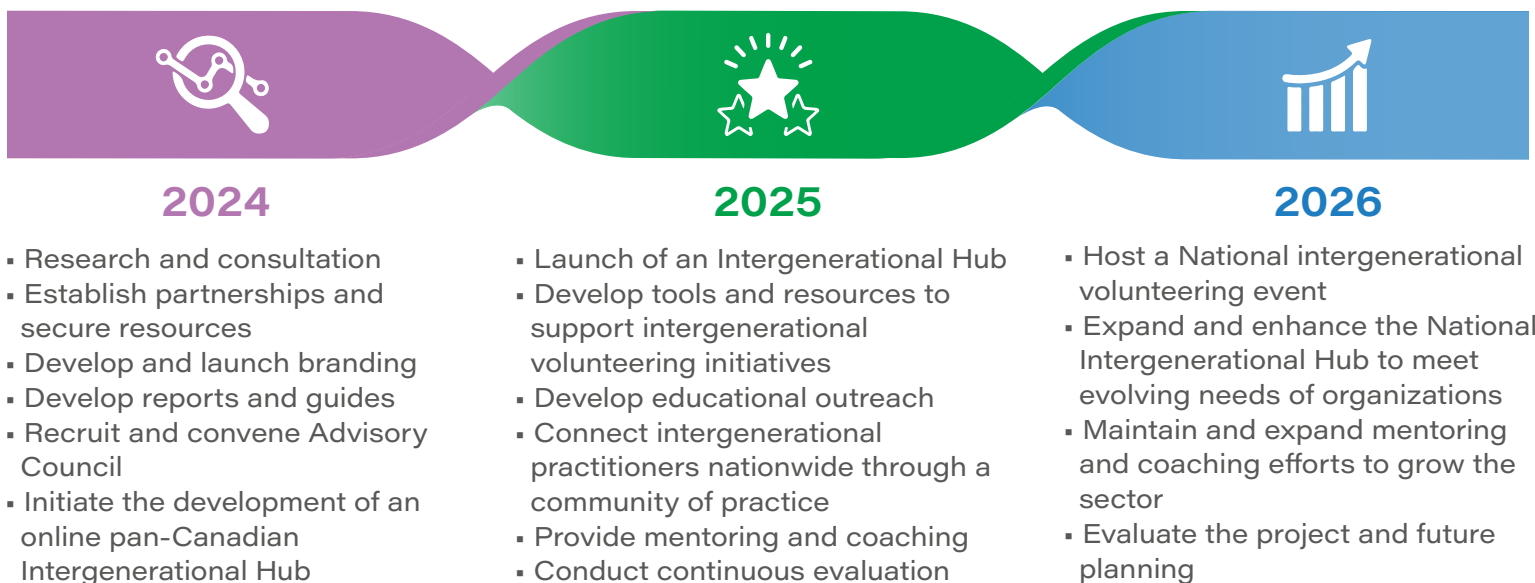 2024
▪ Research and consultation
▪ Establish partnerships and
secure resources
▪ Develop and launch branding
▪ Develop reports and guides
▪ Recruit and convene Advisory
Council
▪ Initiate the development of an
online pan-Canadian
Intergenerational Hub
2025
▪ Launch of an Intergenerational Hub
▪ Develop tools and resources to
support intergenerational
volunteering initiatives
▪ Develop educational outreach
▪ Connect intergenerational
practitioners nationwide through a
community of practice
▪ Provide mentoring and coaching
▪ Conduct continuous evaluation
2026
▪ Host a National intergenerational
volunteering event
▪ Expand and enhance the National
Intergenerational Hub to meet
evolving needs of organizations
▪ Maintain and expand mentoring
and coaching efforts to grow the
sector
▪ Evaluate the project and future
planning